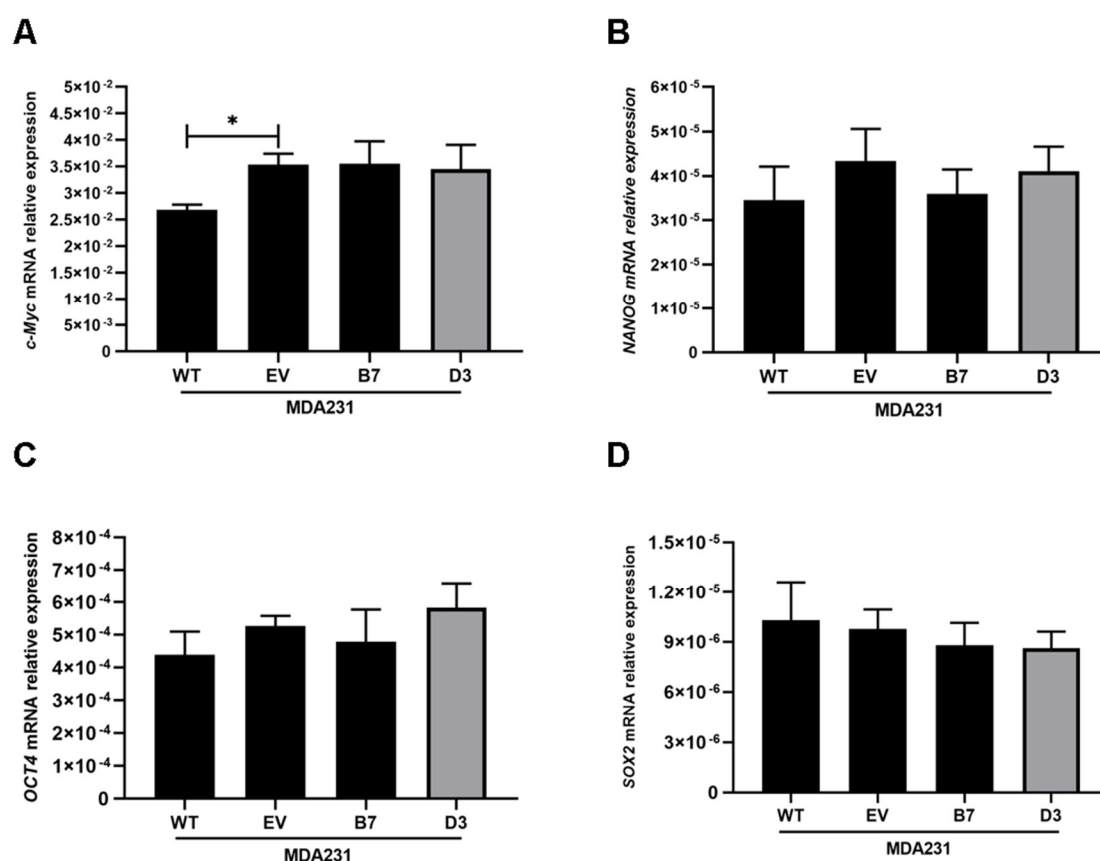 A
c-Myc mRNA relative expression
5×10⁻²
4.5×10⁻²
4×10⁻²
3.5×10⁻²
3×10⁻²
2.5×10⁻²
2×10⁻²
1.5×10⁻²
1×10⁻²
5×10⁻³
0
*
WT EV B7 D3
MDA231
B
NANOG mRNA relative expression
6×10⁻⁵
5×10⁻⁵
4×10⁻⁵
3×10⁻⁵
2×10⁻⁵
1×10⁻⁵
0
WT EV B7 D3
MDA231
C
OCT4 mRNA relative expression
8×10⁻⁴
7×10⁻⁴
6×10⁻⁴
5×10⁻⁴
4×10⁻⁴
3×10⁻⁴
2×10⁻⁴
1×10⁻⁴
0
WT EV B7 D3
MDA231
D
SOX2 mRNA relative expression
1.5×10⁻⁵
1.2×10⁻⁵
9×10⁻⁶
6×10⁻⁶
3×10⁻⁶
0
WT EV B7 D3
MDA231